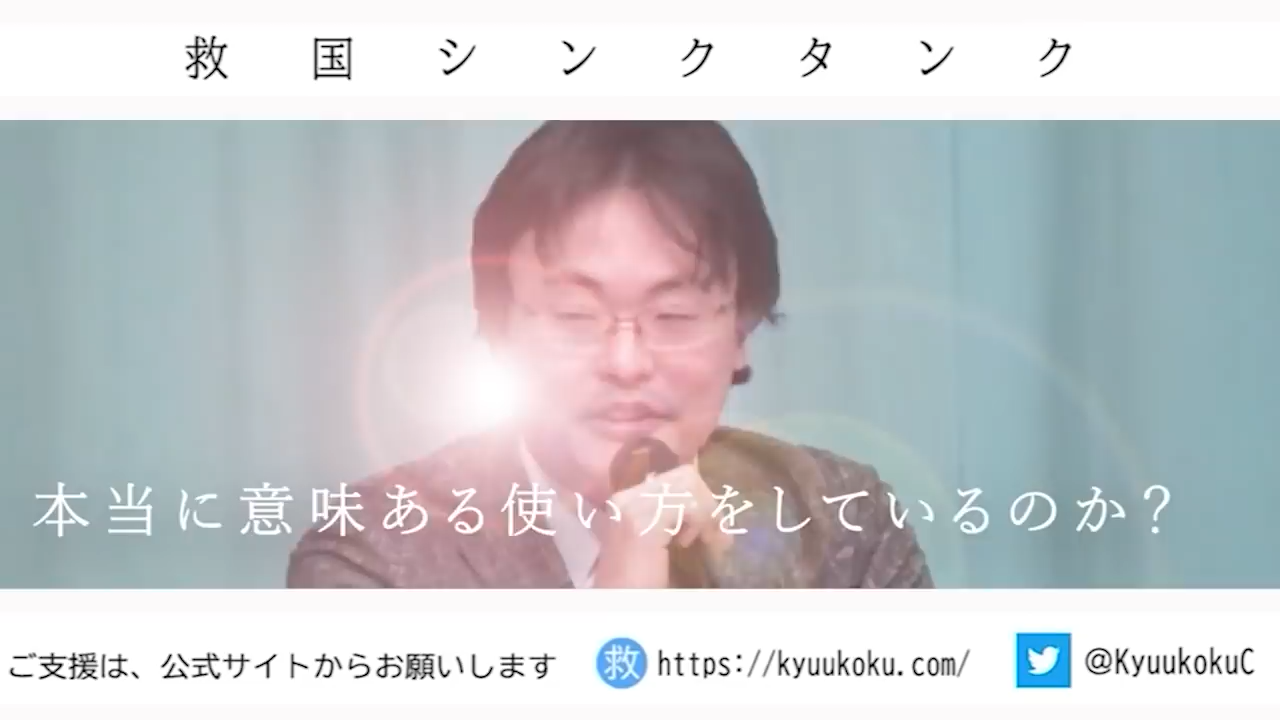 救国シンクタンク
本当に意味ある使い方をしているのか?
ご支援は、公式サイトからお願いします 救 https://kyuukoku.com/ @KyuukokuC